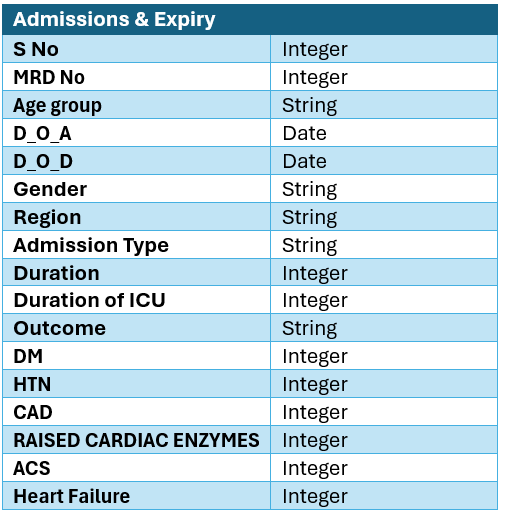 Admissions & Expiry
S No Integer
MRD No Integer
Age group String
D_O_A Date
D_O_D Date
Gender String
Region String
Admission Type String
Duration Integer
Duration of ICU Integer
Outcome String
DM Integer
HTN Integer
CAD Integer
RAISED CARDIAC ENZYMES Integer
ACS Integer
Heart Failure Integer